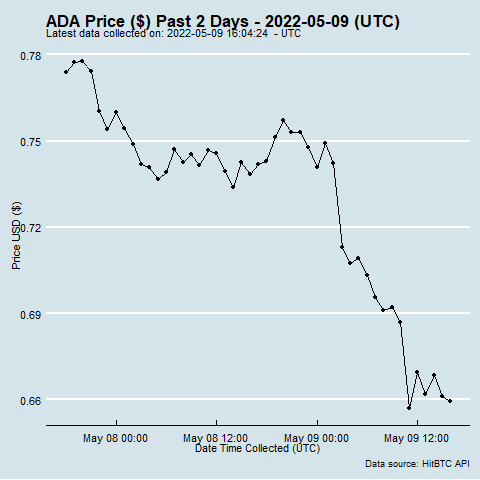 ADA Price ($) Past 2 Days - 2022-05-09 (UTC)
Latest data collected on: 2022-05-09 16:04:24 - UTC
0.78
0.75
0.72
0.69
0.66
Price USD ($)
May 08 00:00 May 08 12:00 May 09 00:00 May 09 12:00
Date Time Collected (UTC)
Data source: HitBTC API